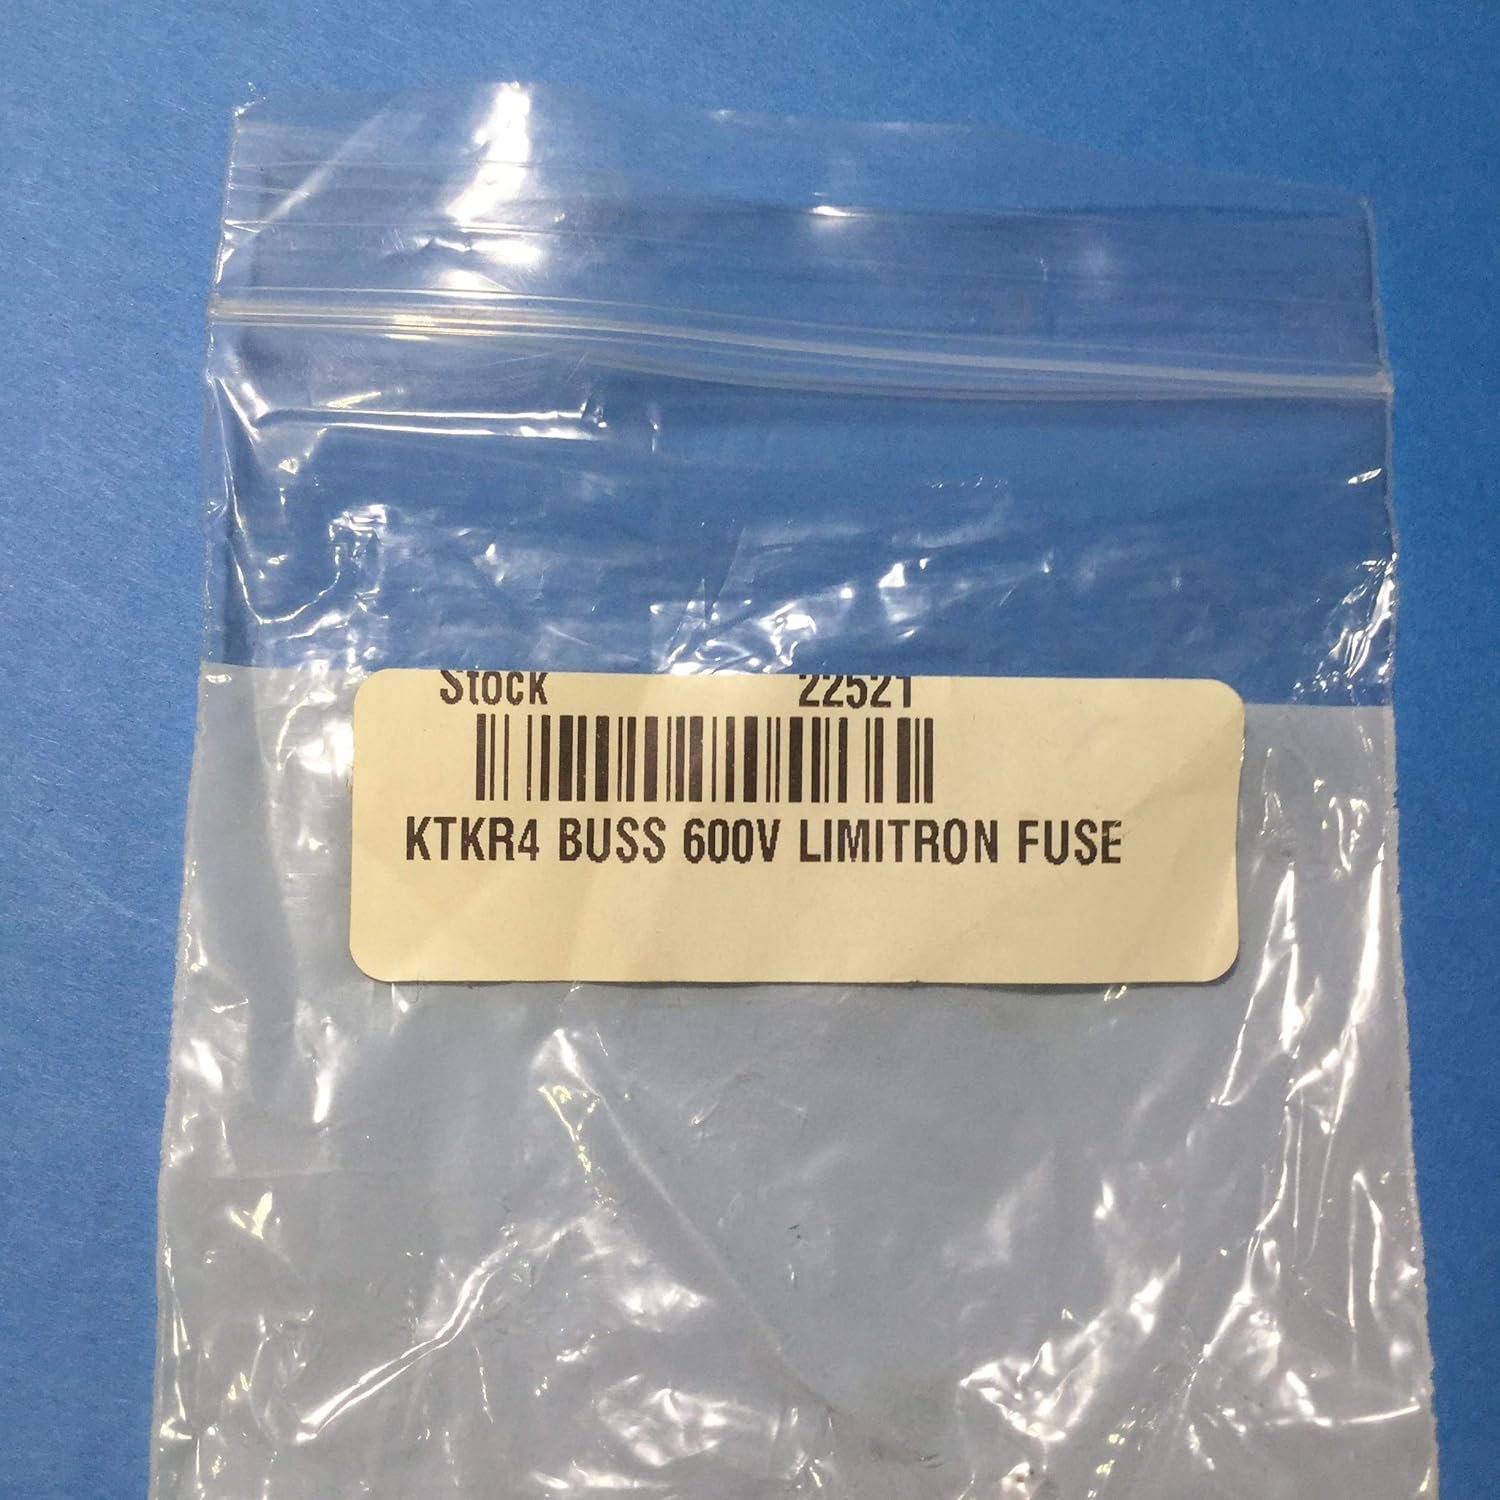 Stock 22521
KTKR4 BUSS 600V LIMITRON FUSE